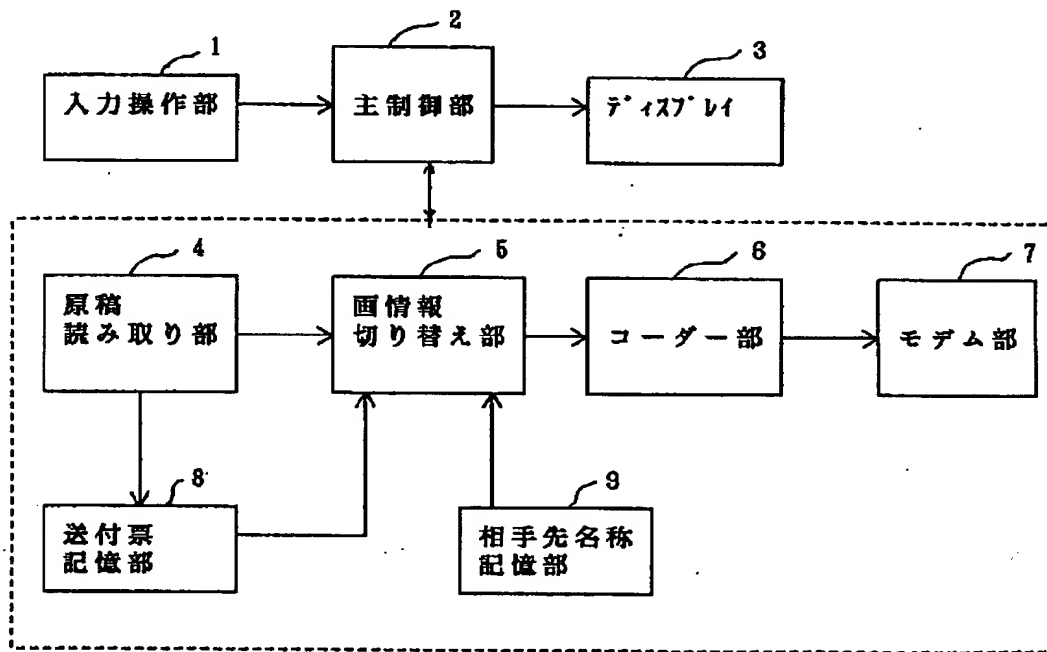 1
入力操作部
2
主制御部
3
ディスプレイ
4
原稿
読み取り部
5
画情報
切り替え部
6
コーダー部
7
モデム部
8
送付票
記憶部
9
相手先名称
記憶部